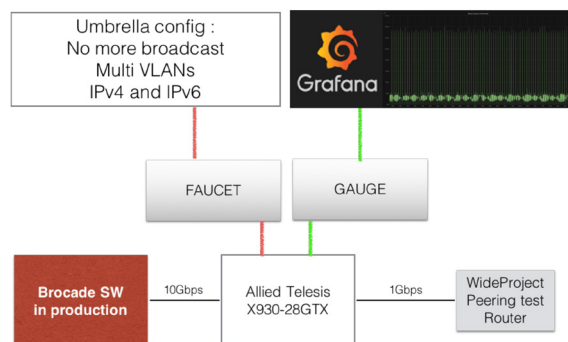 Umbrella config :
No more broadcast
Multi VLANs
IPv4 and IPv6
Grafana
FAUCET
GAUGE
Brocade SW
in production
10Gbps
Allied Telesis
X930-28GTX
1Gbps
WideProject
Peering test
Router